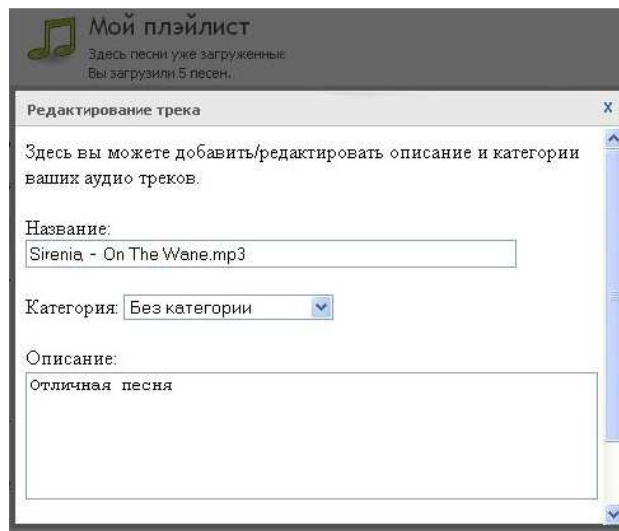 Мой плэйлист
Здесь песни уже загруженные
Вы загрузили 5 песен.
Редактирование трека
x
Здесь вы можете добавить/редактировать описание и категории
ваших аудио треков.
Название:
Sirenia - On The Wane.mp3
Категория: Без категории
Описание:
Отличная песня